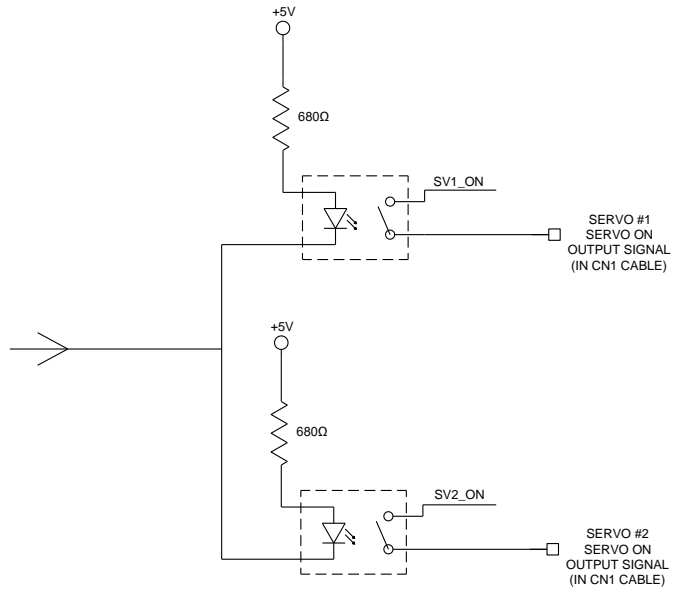 +5V
680Ω
SV1_ON
SERVO #1
SERVO ON
OUTPUT SIGNAL
(IN CN1 CABLE)
+5V
680Ω
SV2_ON
SERVO #2
SERVO ON
OUTPUT SIGNAL
(IN CN1 CABLE)